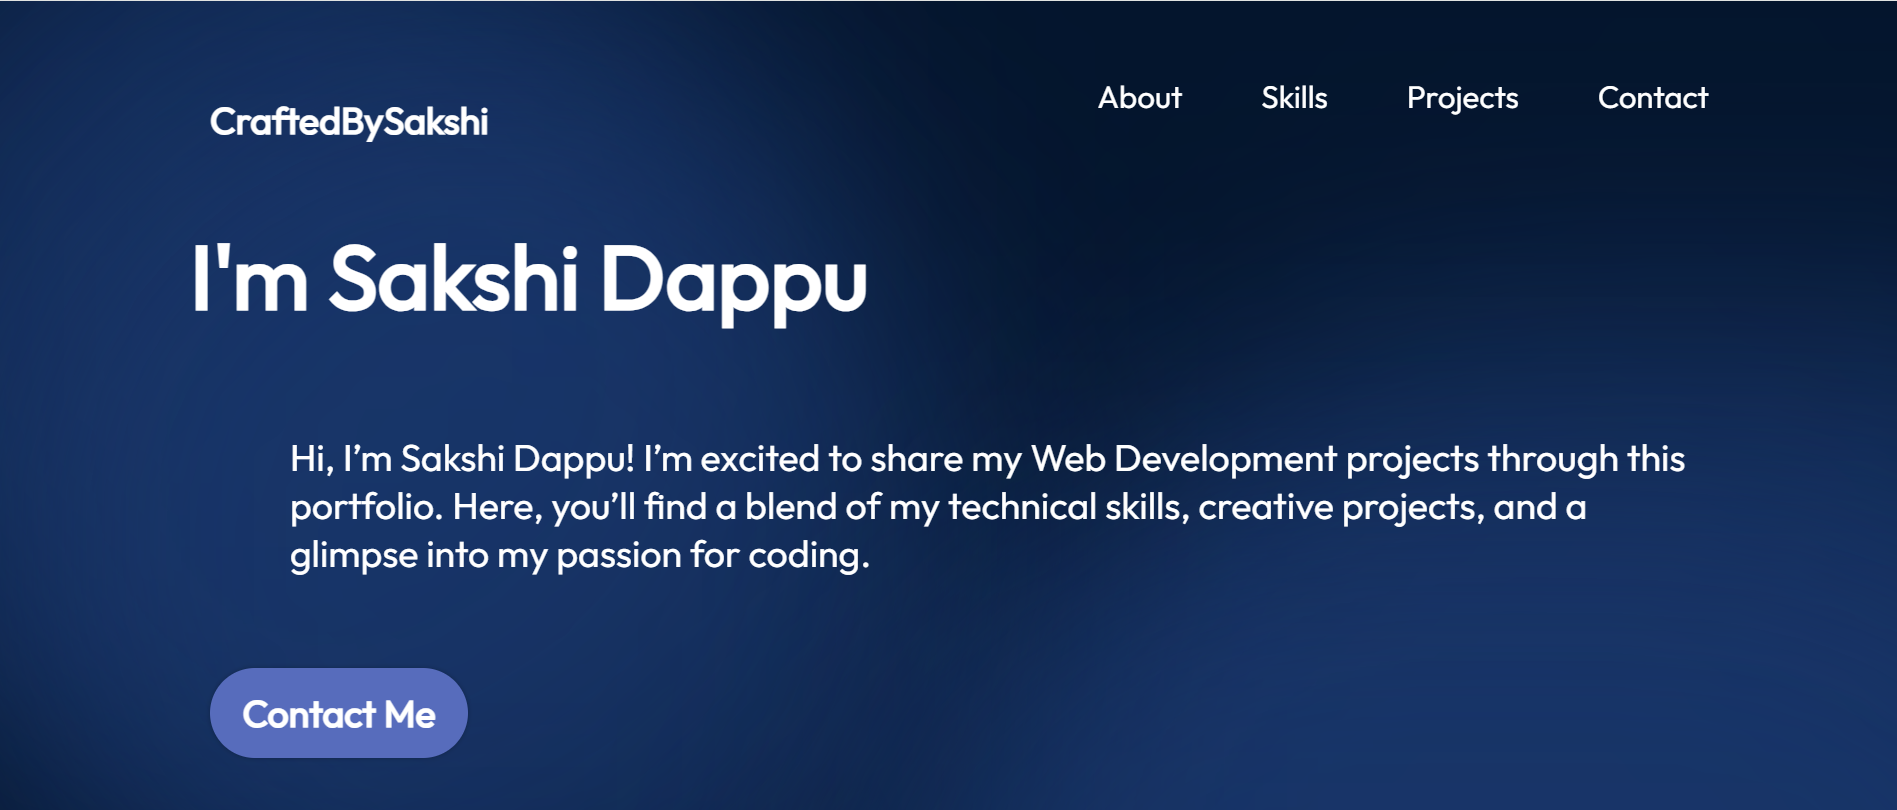 CraftedBySakshi
About Skills Projects Contact
I'm Sakshi Dappu
Hi, I’m Sakshi Dappu! I’m excited to share my Web Development projects through this
portfolio. Here, you’ll find a blend of my technical skills, creative projects, and a
glimpse into my passion for coding.
Contact Me